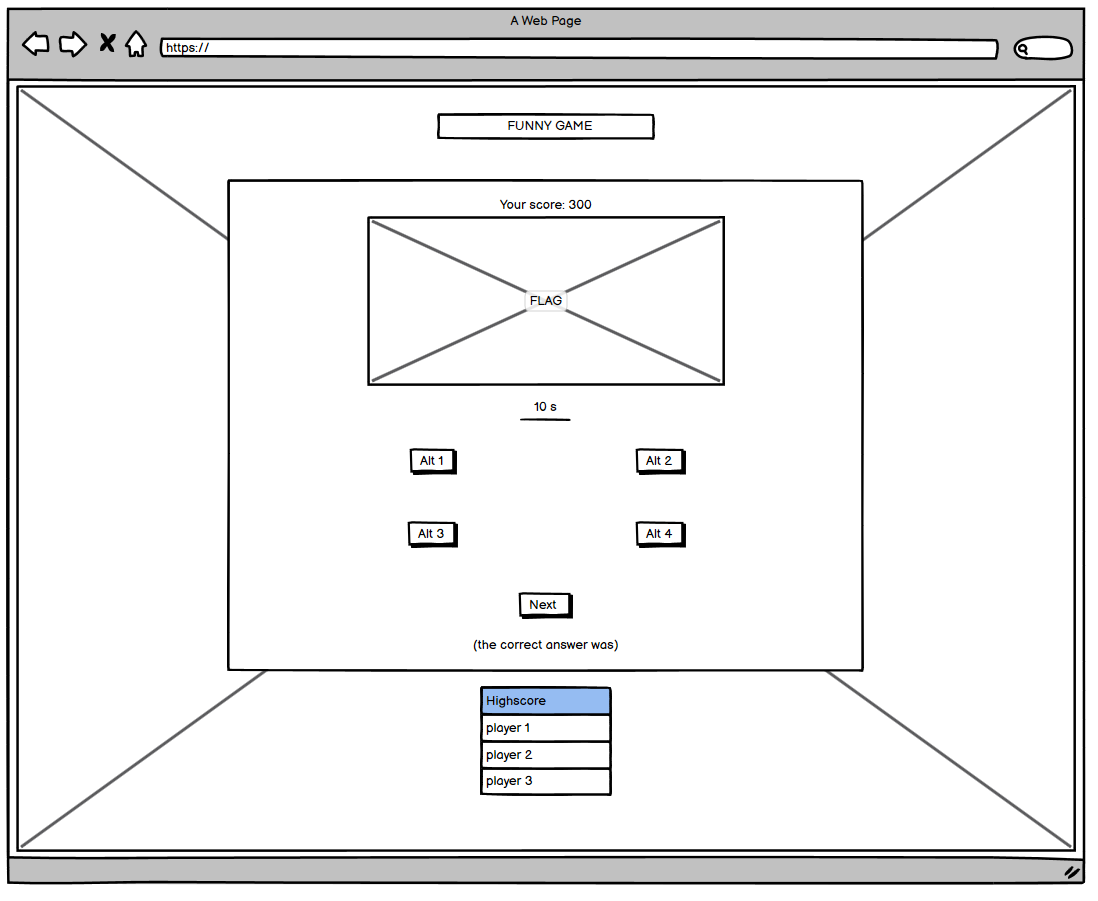 A Web Page
https://
FUNNY GAME
Your score: 300
FLAG
10 s
Alt 1
Alt 2
Alt 3
Alt 4
Next
(the correct answer was)
Highscore
player 1
player 2
player 3